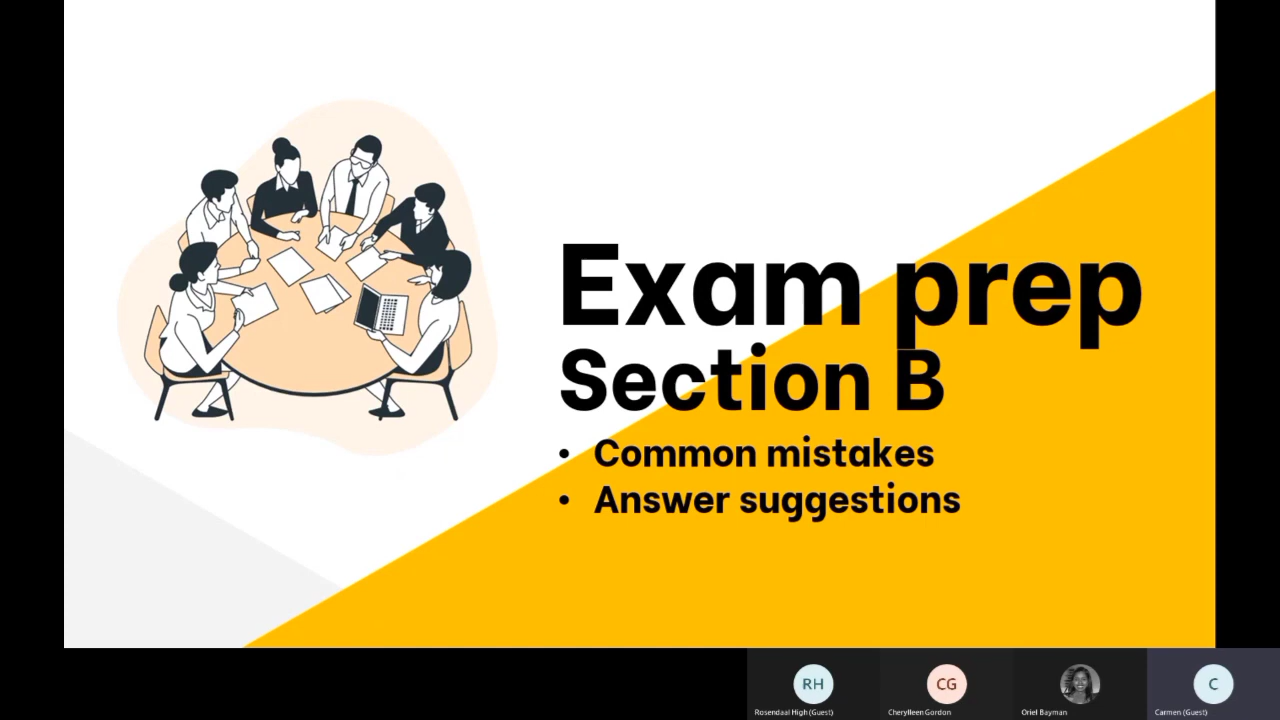 Exam prep
Section B
• Common mistakes
• Answer suggestions
RH
CG
C
Rosendaal High (Guest)
Cherylleen Gordon
Oriel Bayman
Carmen (Guest)